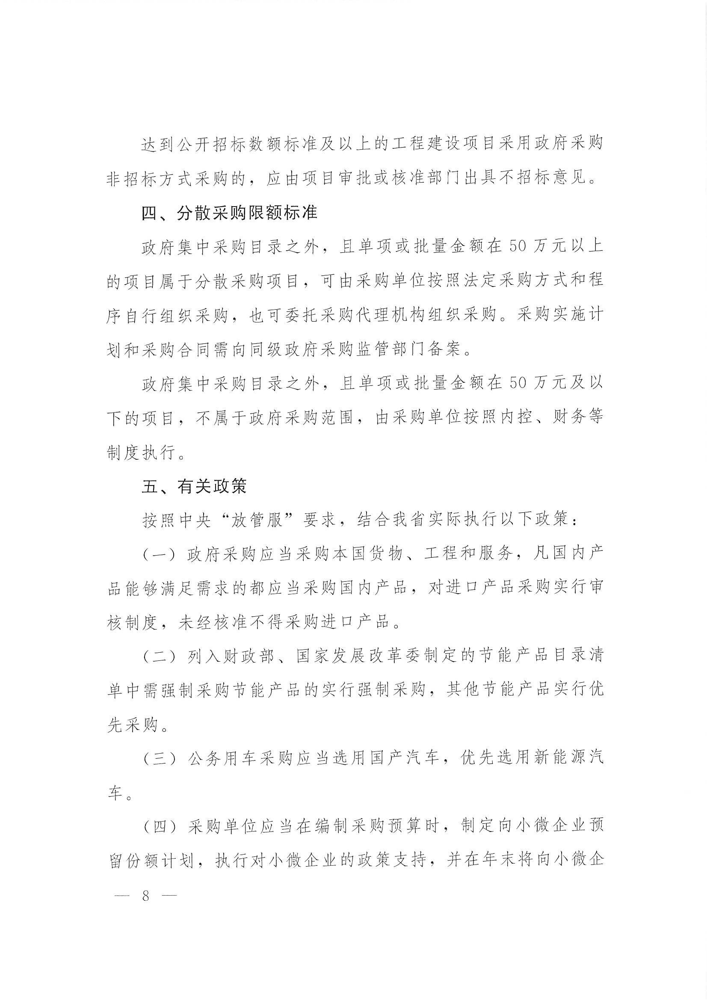 达到公开招标数额标准及以上的工程建设项目采用政府采购
非招标方式采购的，应由项目审批或核准部门出具不招标意见。
四、分散采购限额标准
政府集中采购目录之外，且单项或批量金额在 50 万元以上
的项目属于分散采购项目，可由采购单位按照法定采购方式和程
序自行组织采购，也可委托采购代理机构组织采购。采购实施计
划和采购合同需向同级政府采购监管部门备案。
政府集中采购目录之外，且单项或批量金额在 50 万元及以
下的项目，不属于政府采购范围，由采购单位按照内控、财务等
制度执行。
五、有关政策
按照中央“放管服”要求，结合我省实际执行以下政策：
（一）政府采购应当采购本国货物、工程和服务，凡国内产
品能够满足需求的都应当采购国内产品，对进口产品采购实行审
核制度，未经核准不得采购进口产品。
（二）列入财政部、国家发展改革委制定的节能产品目录清
单中需强制采购节能产品的实行强制采购，其他节能产品实行优
先采购。
（三）公务用车采购应当选用国产汽车，优先选用新能源汽
车。
（四）采购单位应当在编制采购预算时，制定向小微企业预
留份额计划，执行对小微企业的政策支持，并在年末将向小微企
— 8 —